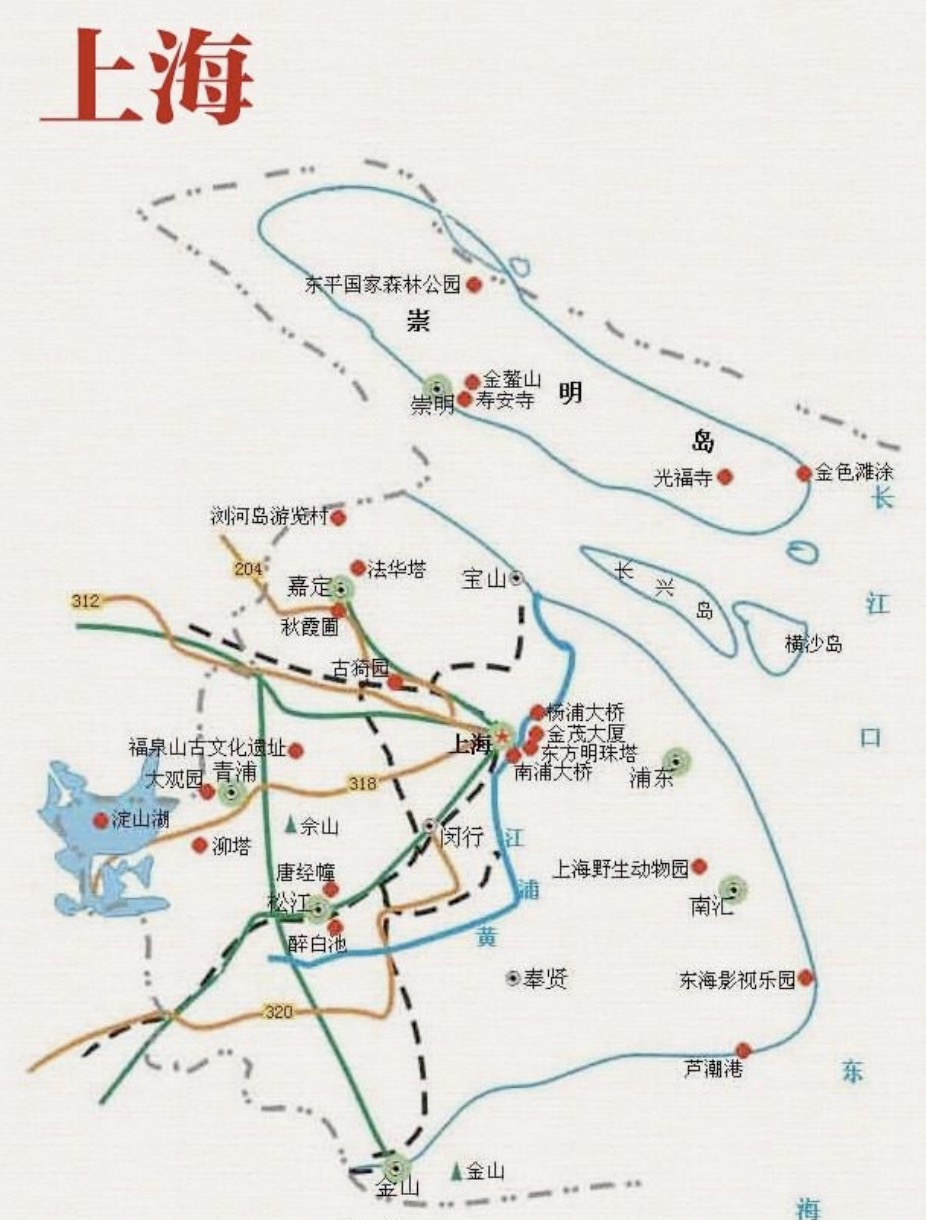 上海
东平国家森林公园
崇
明
岛
金鳌山
崇明
寿安寺
光福寺
金色滩涂
长
江
口
浏河岛游览村
204
法华塔
嘉定
宝山
长
兴
岛
312
秋霞圃
横沙岛
古猗园
杨浦大桥
金茂大厦
上海
东方明珠塔
南浦大桥
福泉山古文化遗址
大观园
青浦
318
浦东
淀山湖
佘山
闵行
江
浦
黄
泖塔
唐经幢
上海野生动物园
松江
南汇
醉白池
奉贤
东海影视乐园
320
芦潮港
东
海
金山
金山